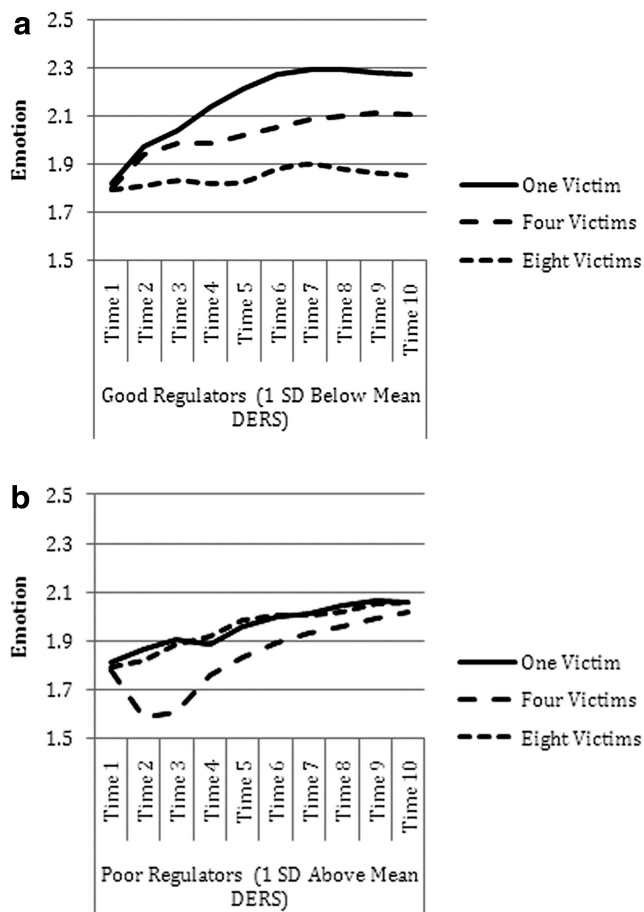 a
2.5
2.3
2.1
1.9
1.7
1.5
Emotion
One Victim
Four Victims
Eight Victims
Time 1
Time 2
Time 3
Time 4
Time 5
Time 6
Time 7
Time 8
Time 9
Time 10
Good Regulators (1 SD Below Mean
DERS)
b
2.5
2.3
2.1
1.9
1.7
1.5
Emotion
One Victim
Four Victims
Eight Victims
Time 1
Time 2
Time 3
Time 4
Time 5
Time 6
Time 7
Time 8
Time 9
Time 10
Poor Regulators (1 SD Above Mean
DERS)